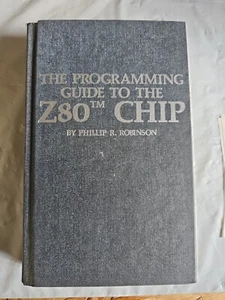 THE PROGRAMMING
GUIDE TO THE
Z80™ CHIP
BY PHILLIP R. ROBINSON